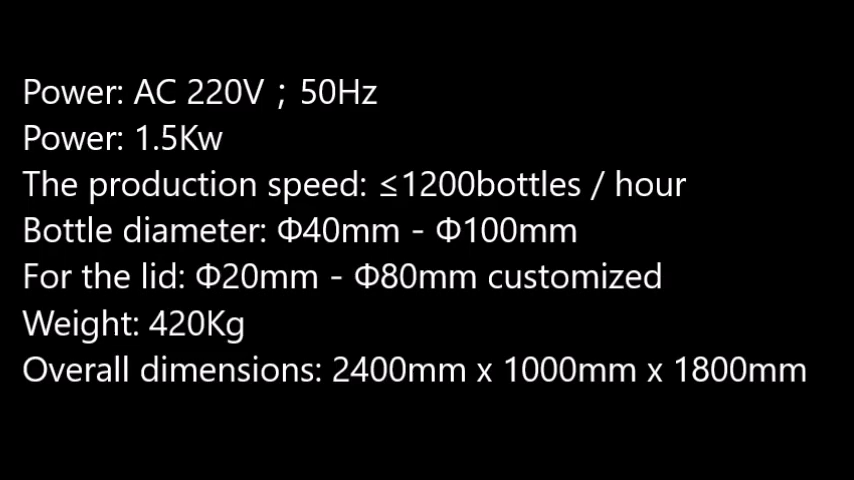 Power: AC 220V ；50Hz
Power: 1.5Kw
The production speed: ≤1200bottles / hour
Bottle diameter: Φ40mm - Φ100mm
For the lid: Φ20mm - Φ80mm customized
Weight: 420Kg
Overall dimensions: 2400mm x 1000mm x 1800mm